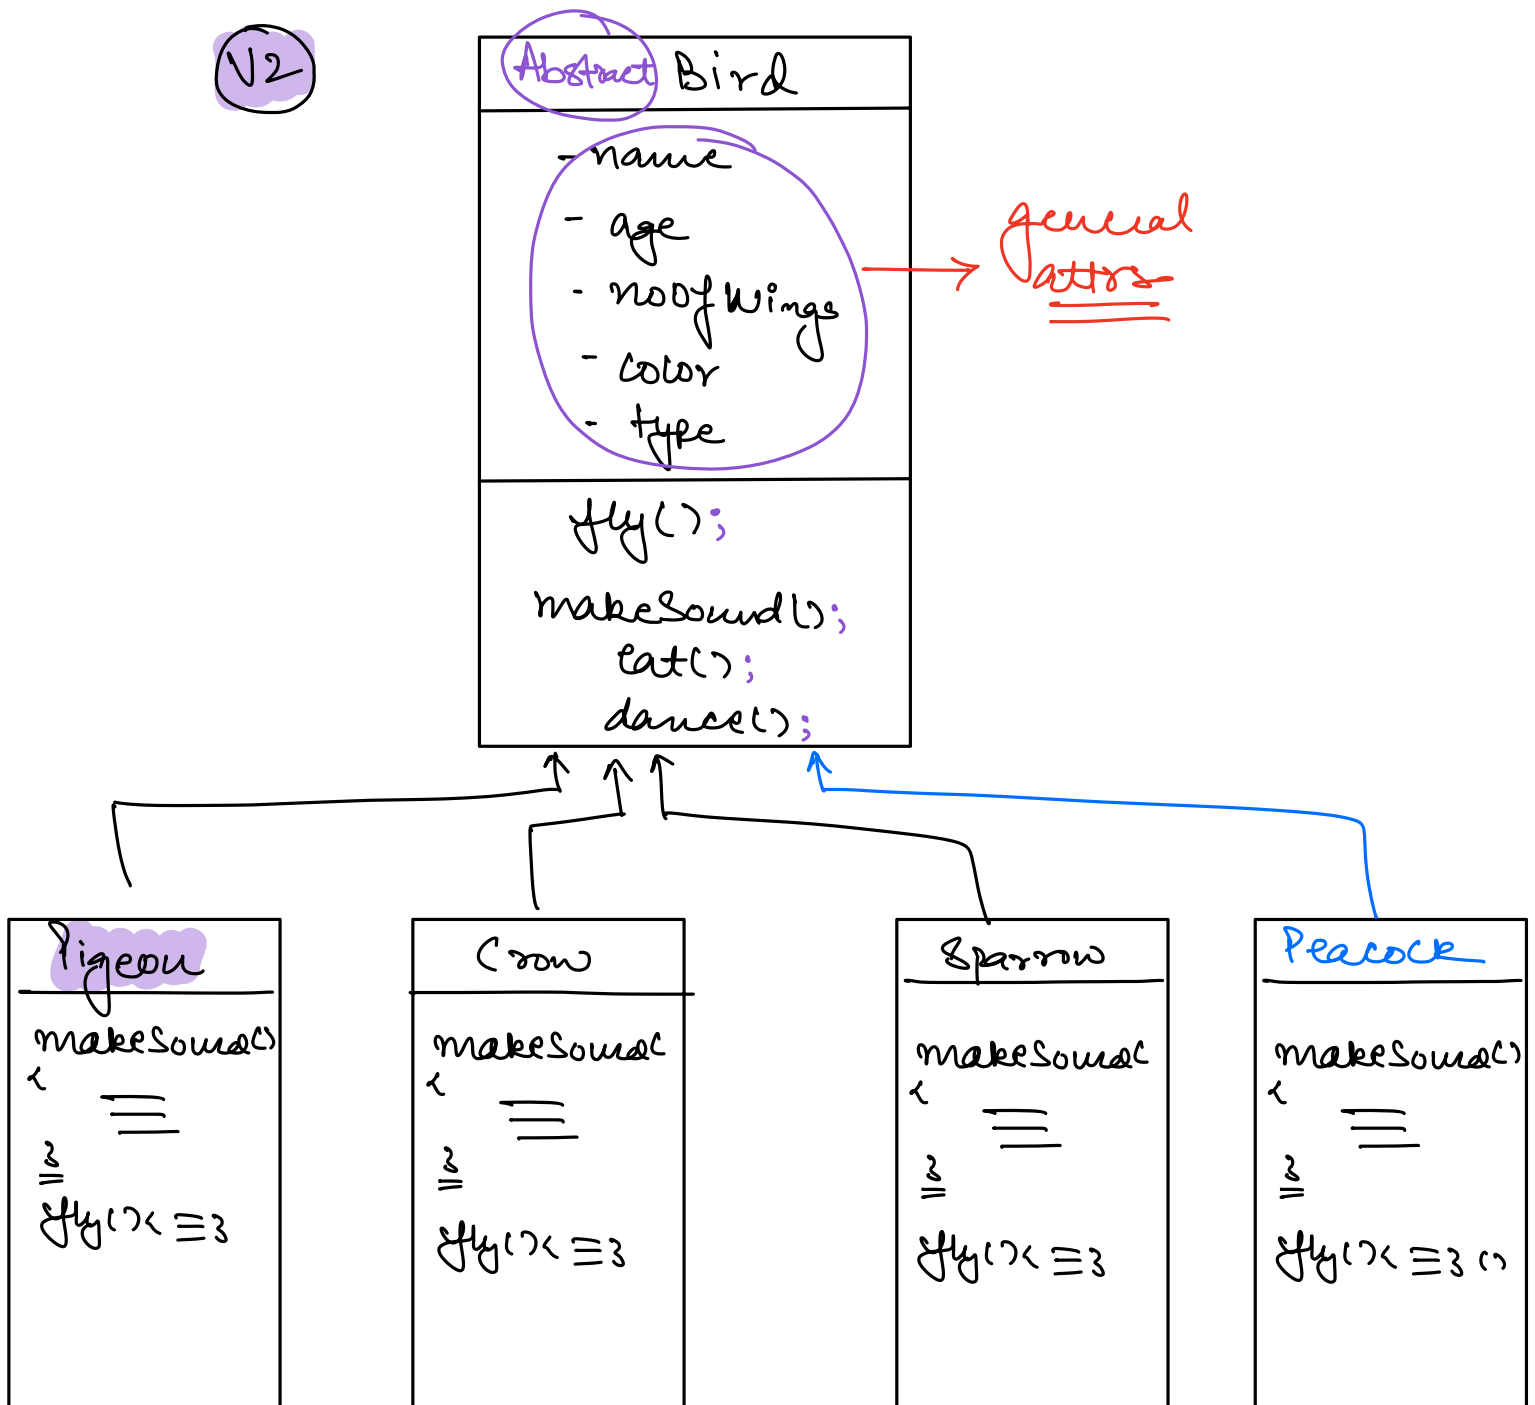 V2
Abstract Bird
- name
- age
- noofWings
- color
- type
general
attrs
fly();
makeSound();
eat();
dance();
Pigeon
makeSound()
{
}
fly(){ }
Crow
makeSound(
{
}
fly(){ }
Sparrow
makeSound(
{
}
fly(){ }
Peacock
makeSound()
{
}
fly(){ } ()